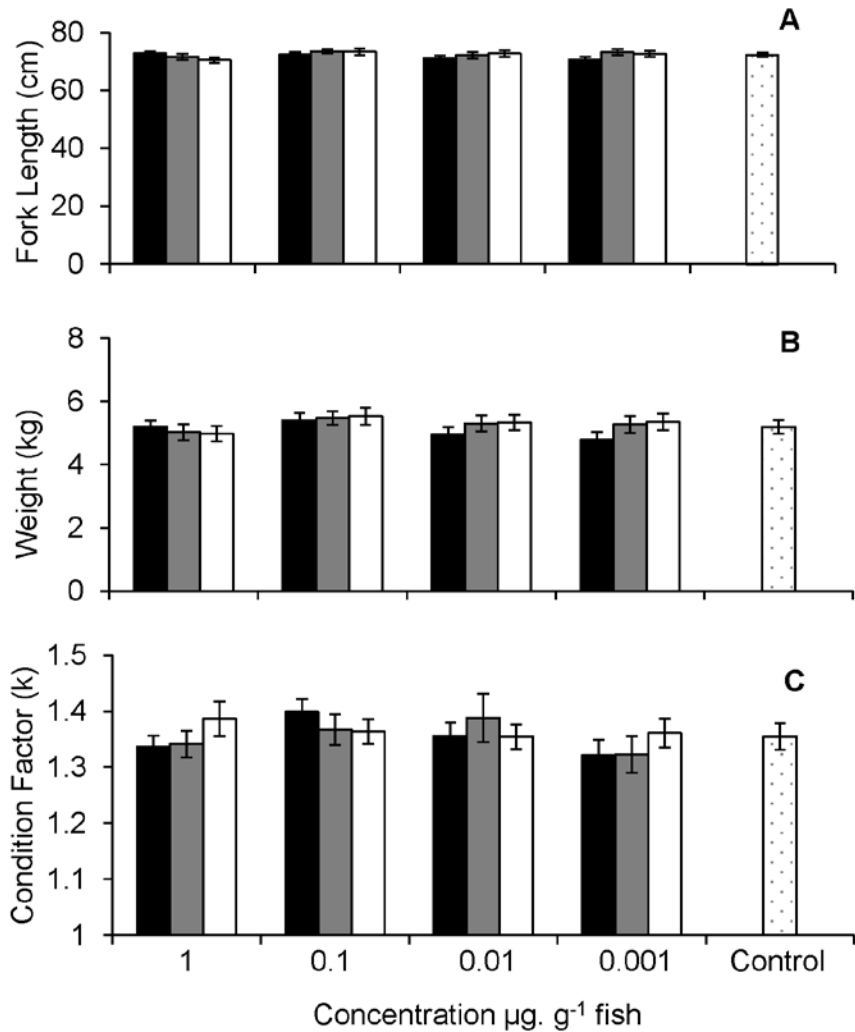 A
Fork Length (cm)
80
60
40
20
0
B
Weight (kg)
8
6
4
2
0
C
Condition Factor (k)
1.5
1.4
1.3
1.2
1.1
1
1 0.1 0.01 0.001 Control
Concentration µg. g⁻¹ fish